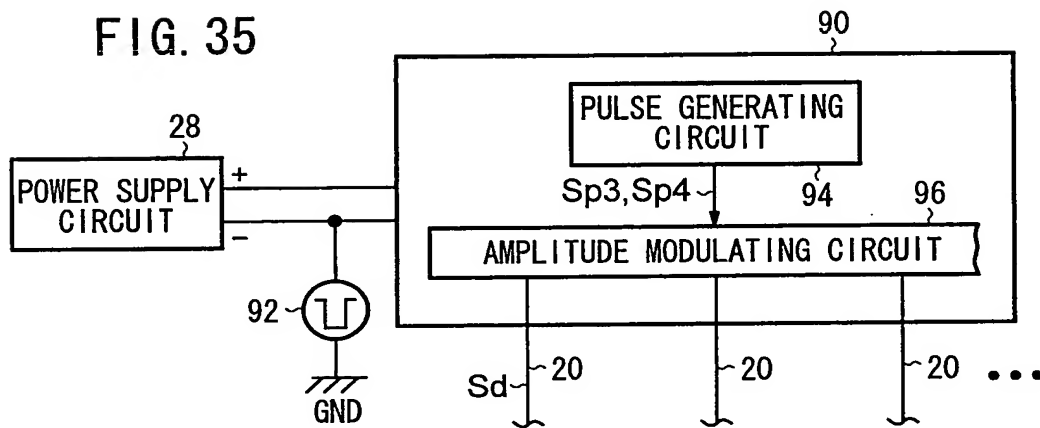 FIG. 35
90
PULSE GENERATING
CIRCUIT
28
POWER SUPPLY
CIRCUIT
+
−
Sp3, Sp4
94
96
AMPLITUDE MODULATING CIRCUIT
92
GND
Sd
20
20
20
•••